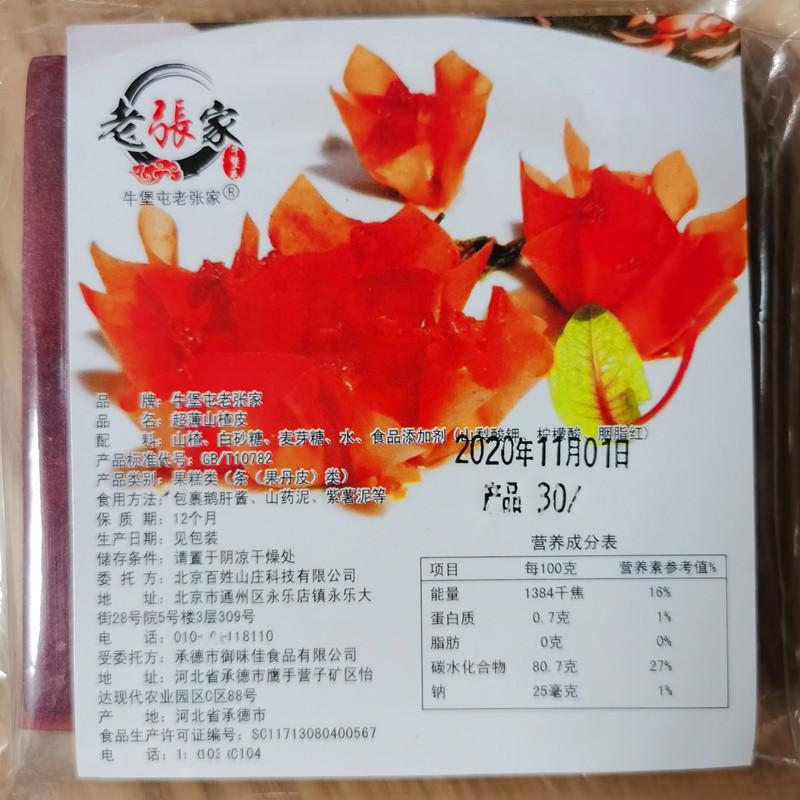 老張家
牛堡屯老张家®
品 牌：牛堡屯老张家
品 名：超薄山楂皮
配 料：山楂、白砂糖、麦芽糖、水、食品添加剂（山梨酸钾、柠檬酸、胭脂红）
产品标准代号：GB/T10782
2020年11月01日
产品类别：果糕类（条（果丹皮）类）
产品 30/
食用方法：包裹鹅肝酱、山药泥、紫薯泥等
保 质 期：12个月
生产日期：见包装
储存条件：请置于阴凉干燥处
委 托 方：北京百姓山庄科技有限公司
地 址：北京市通州区永乐店镇永乐大
街28号院5号楼3层309号
电 话：010- 118110
受委托方：承德市御味佳食品有限公司
地 址：河北省承德市鹰手营子矿区怡
达现代农业园区C区88号
产 地：河北省承德市
食品生产许可证编号：SC11713080400567
电 话：
营养成分表
项目 每100克 营养素参考值%
能量 1384千焦 16%
蛋白质 0.7克 1%
脂肪 0克 0%
碳水化合物 80.7克 27%
钠 25毫克 1%